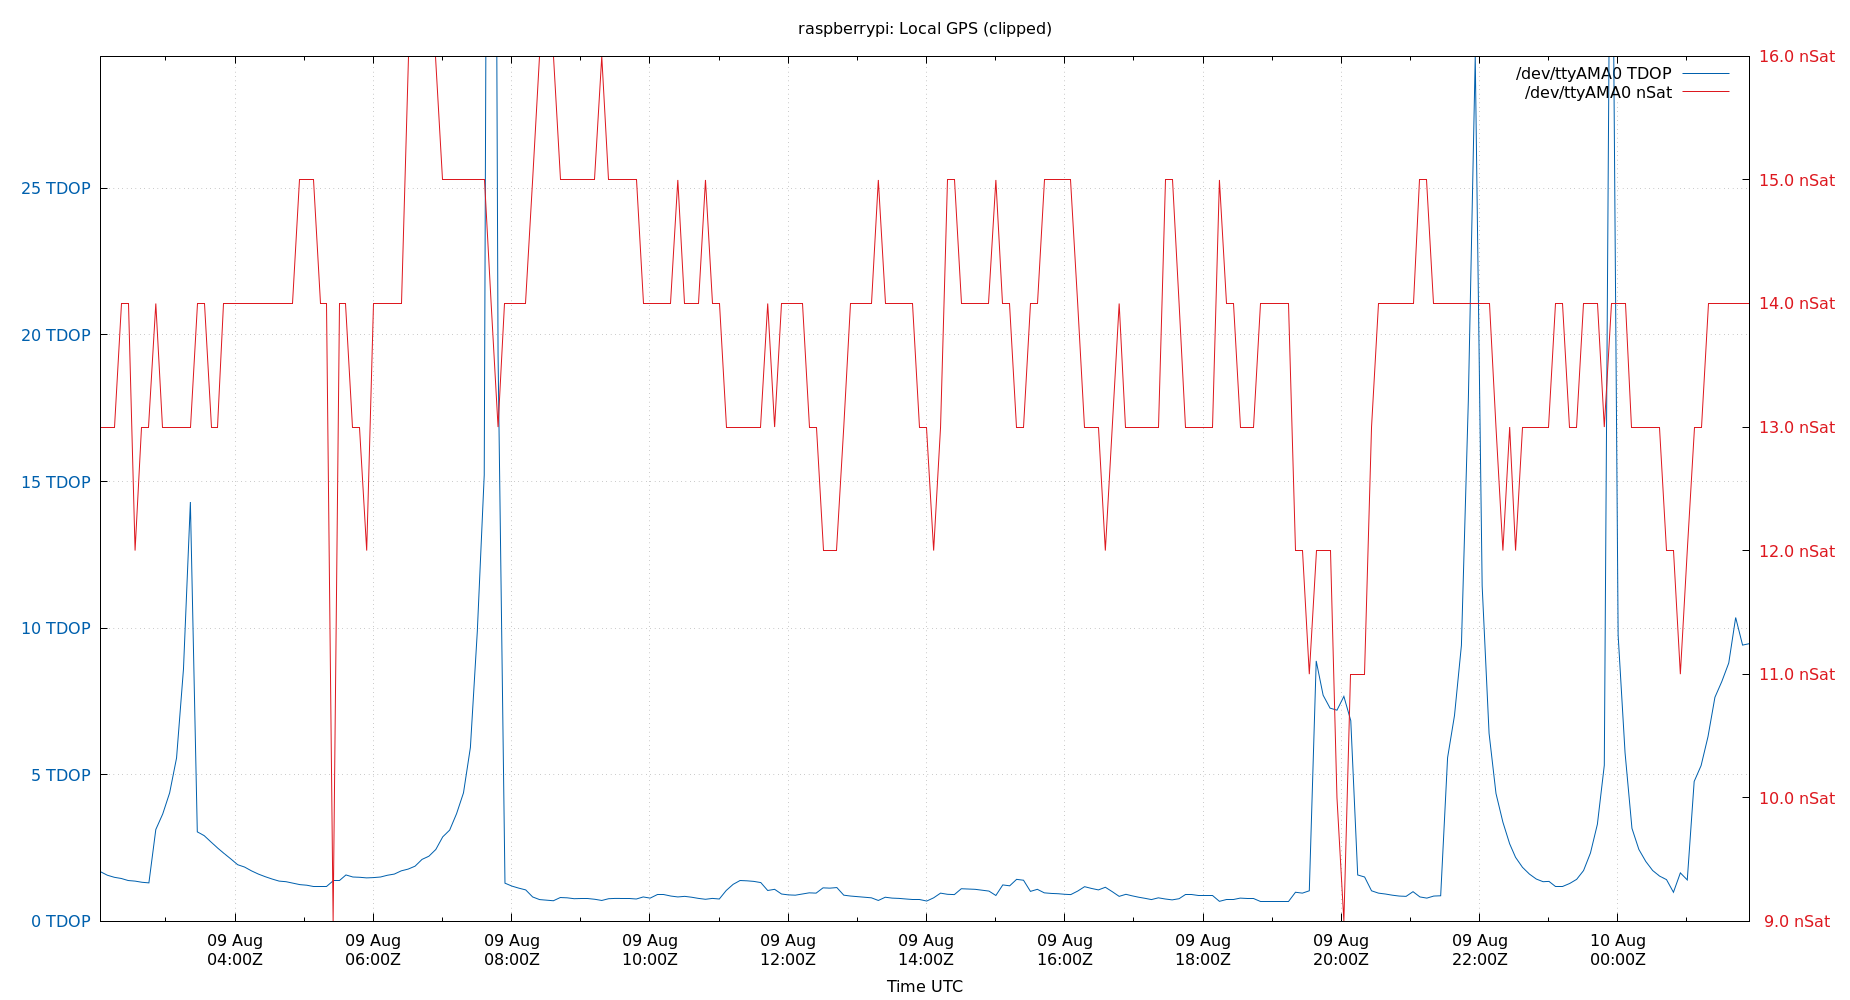 raspberrypi: Local GPS (clipped)
/dev/ttyAMA0 TDOP
/dev/ttyAMA0 nSat
25 TDOP
20 TDOP
15 TDOP
10 TDOP
5 TDOP
0 TDOP
16.0 nSat
15.0 nSat
14.0 nSat
13.0 nSat
12.0 nSat
11.0 nSat
10.0 nSat
9.0 nSat
09 Aug 09 Aug 09 Aug 09 Aug 09 Aug 09 Aug 09 Aug 09 Aug 09 Aug 09 Aug 10 Aug
04:00Z 06:00Z 08:00Z 10:00Z 12:00Z 14:00Z 16:00Z 18:00Z 20:00Z 22:00Z 00:00Z
Time UTC